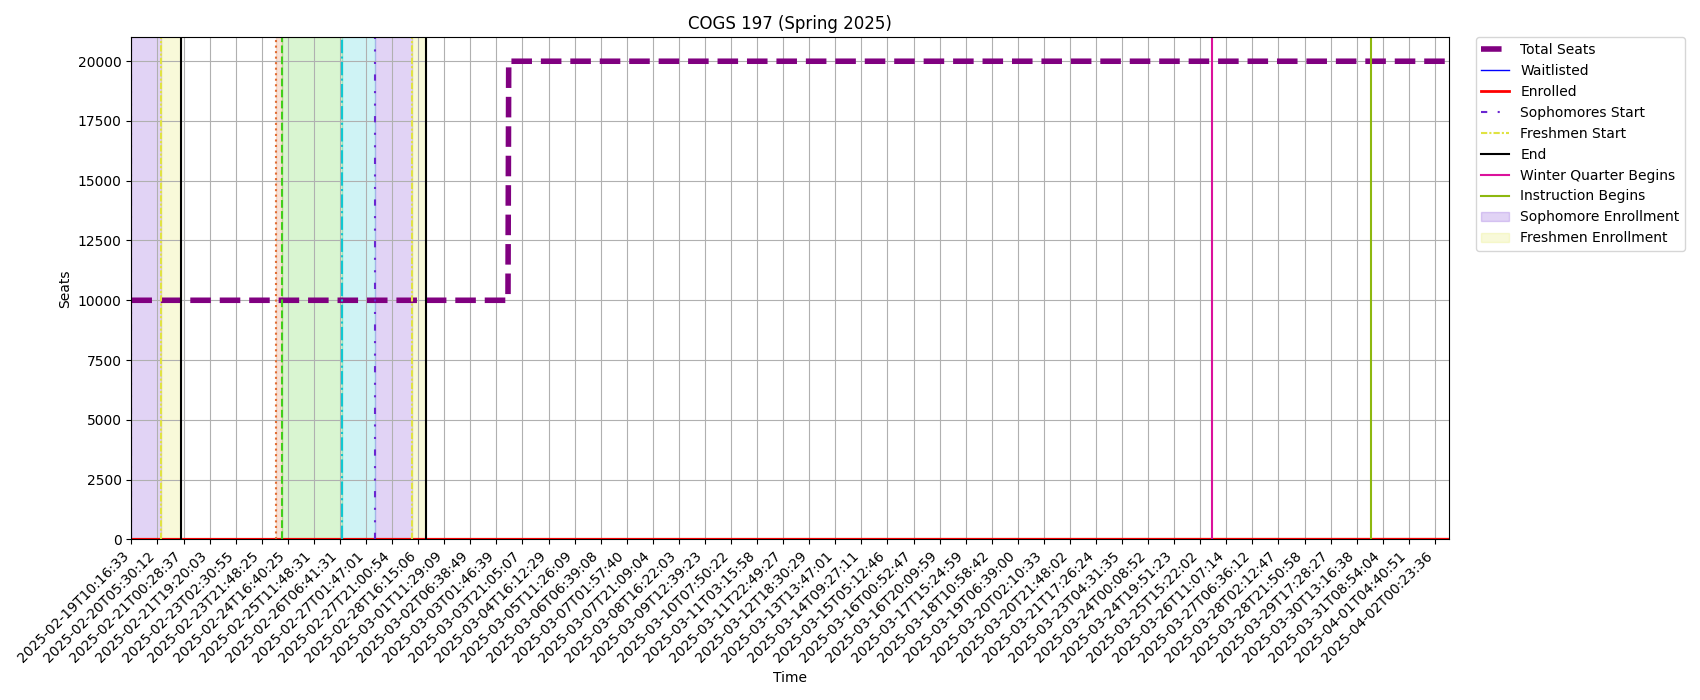 COGS 197 (Spring 2025)
Seats
20000
17500
15000
12500
10000
7500
5000
2500
0
2025-02-19T10:16:33
2025-02-20T05:30:12
2025-02-21T00:28:37
2025-02-21T19:20:03
2025-02-23T02:30:55
2025-02-23T21:48:25
2025-02-24T16:40:25
2025-02-25T11:48:31
2025-02-26T06:41:31
2025-02-27T01:47:01
2025-02-27T21:00:54
2025-02-28T16:15:06
2025-03-01T11:29:09
2025-03-02T06:38:49
2025-03-03T01:46:39
2025-03-03T21:05:07
2025-03-04T16:12:29
2025-03-05T11:26:09
2025-03-06T06:39:08
2025-03-07T01:57:40
2025-03-07T21:09:04
2025-03-08T16:22:03
2025-03-09T12:39:23
2025-03-10T07:50:22
2025-03-11T03:15:58
2025-03-11T22:49:27
2025-03-12T18:30:29
2025-03-13T13:47:01
2025-03-14T09:27:11
2025-03-15T05:12:46
2025-03-16T00:52:47
2025-03-16T20:09:59
2025-03-17T15:24:59
2025-03-18T10:58:42
2025-03-19T06:39:00
2025-03-20T02:10:33
2025-03-20T21:48:02
2025-03-21T17:26:24
2025-03-23T04:31:35
2025-03-24T00:08:52
2025-03-24T19:51:23
2025-03-25T15:22:02
2025-03-26T11:07:14
2025-03-27T06:36:12
2025-03-28T02:12:47
2025-03-28T21:50:58
2025-03-29T17:28:27
2025-03-30T13:16:38
2025-03-31T08:54:04
2025-04-01T04:40:51
2025-04-02T00:23:36
Time
Total Seats
Waitlisted
Enrolled
Sophomores Start
Freshmen Start
End
Winter Quarter Begins
Instruction Begins
Sophomore Enrollment
Freshmen Enrollment